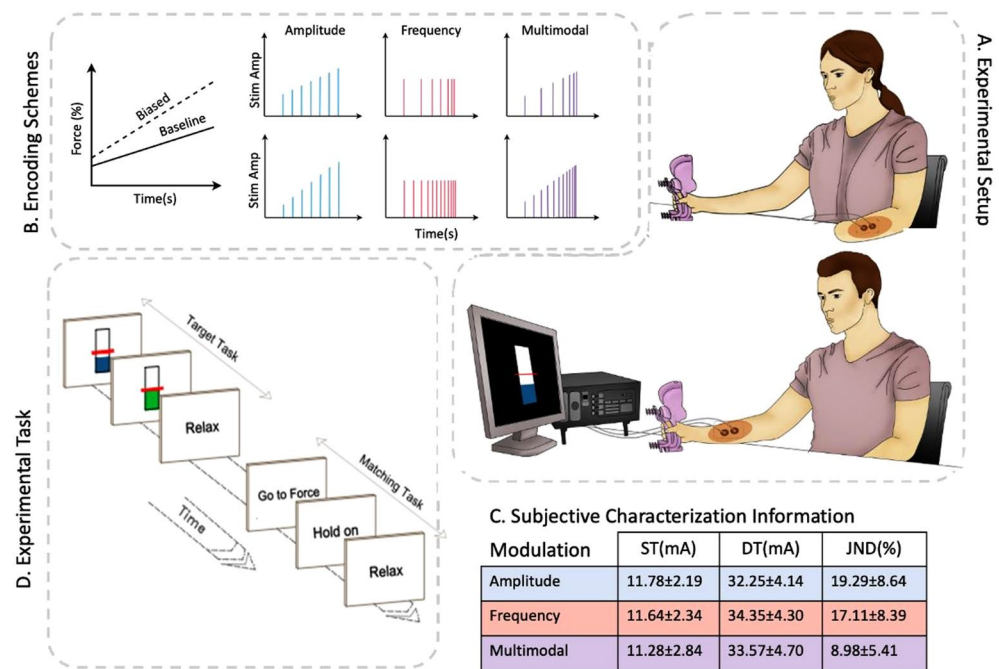 B. Encoding Schemes
Force (%)
Biased
Baseline
Time(s)
Amplitude
Frequency
Multimodal
Stim Amp
Stim Amp
Time(s)
A. Experimental Setup
D. Experimental Task
Target Task
Relax
Matching Task
Go to Force
Hold on
Relax
Time
C. Subjective Characterization Information
Modulation ST(mA) DT(mA) JND(%)
Amplitude 11.78±2.19 32.25±4.14 19.29±8.64
Frequency 11.64±2.34 34.35±4.30 17.11±8.39
Multimodal 11.28±2.84 33.57±4.70 8.98±5.41